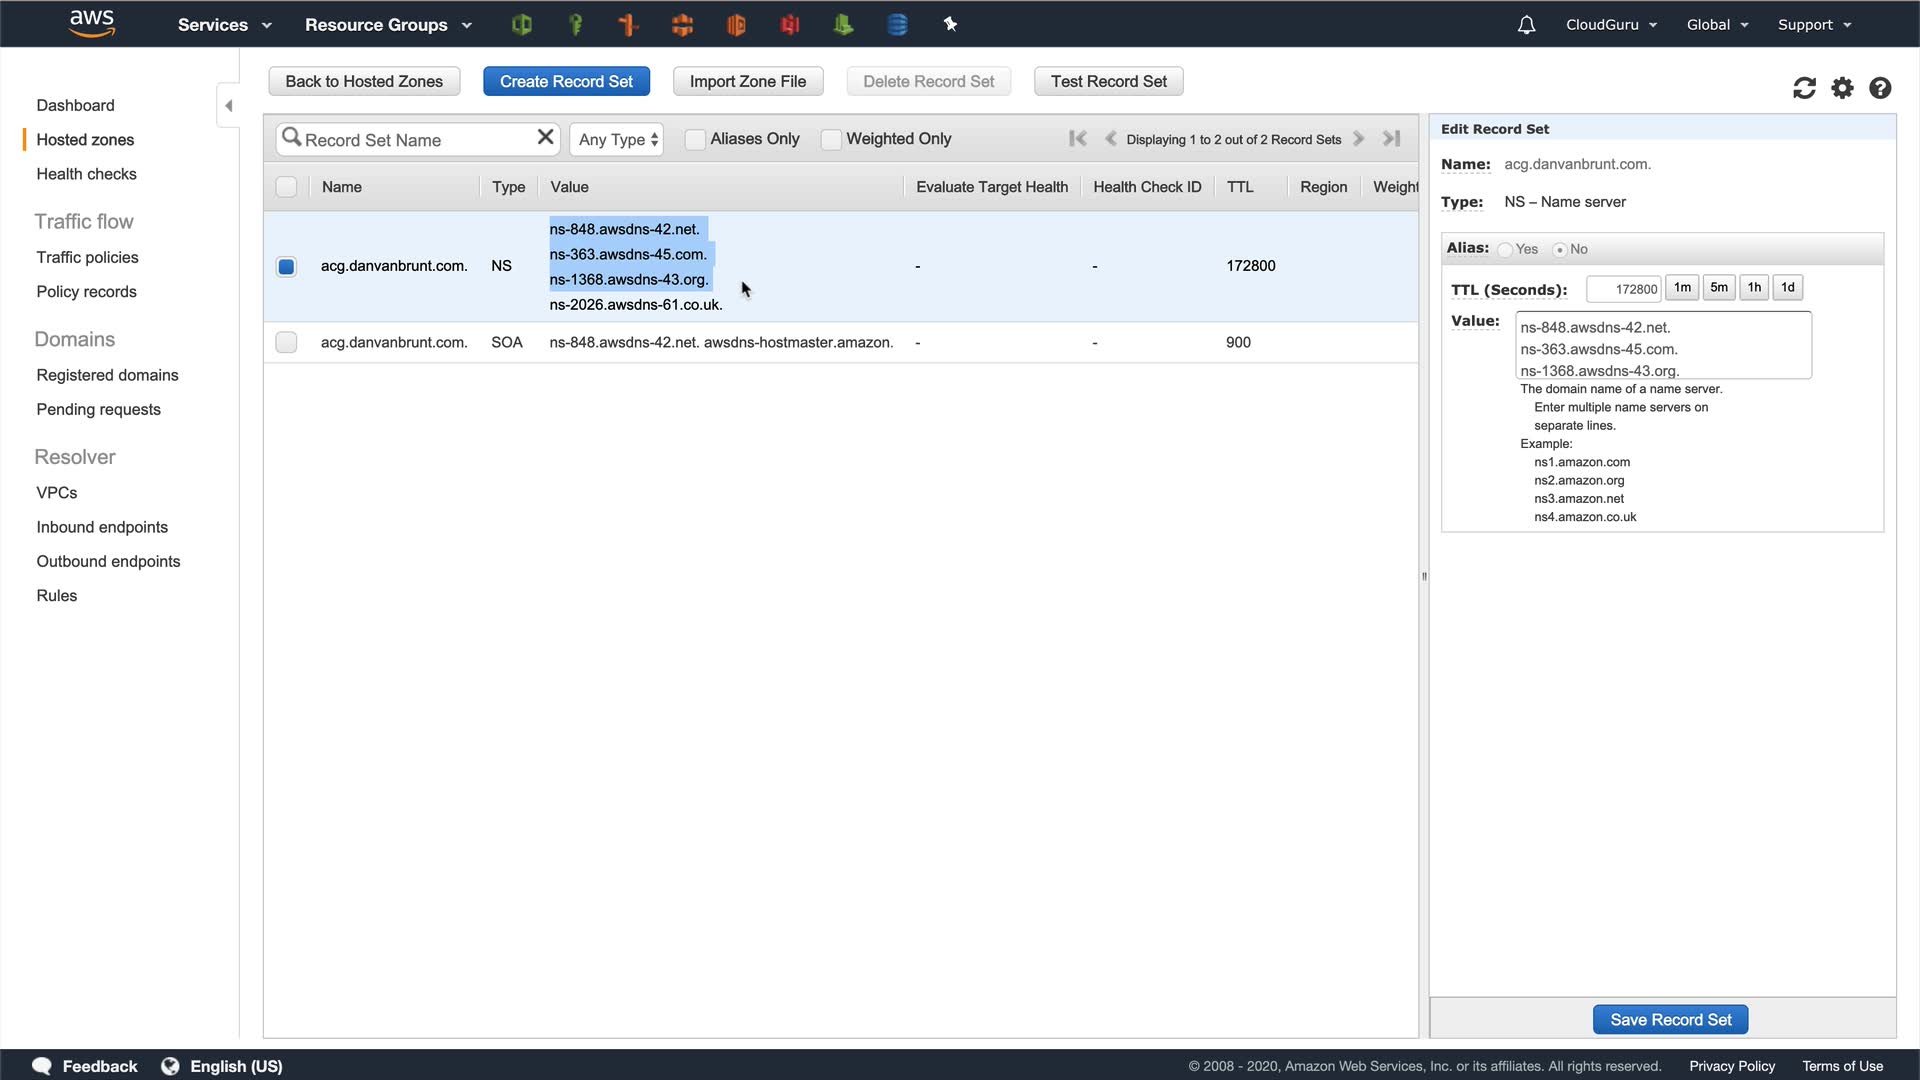 aws
Services
Resource Groups
CloudGuru
Global
Support
Dashboard
Hosted zones
Health checks
Traffic flow
Traffic policies
Policy records
Domains
Registered domains
Pending requests
Resolver
VPCs
Inbound endpoints
Outbound endpoints
Rules
Back to Hosted Zones
Create Record Set
Import Zone File
Delete Record Set
Test Record Set
Record Set Name
Any Type
Aliases Only
Weighted Only
Displaying 1 to 2 out of 2 Record Sets
Name Type Value Evaluate Target Health Health Check ID TTL Region Weight
acg.danvanbrunt.com. NS
ns-848.awsdns-42.net.
ns-363.awsdns-45.com.
ns-1368.awsdns-43.org.
ns-2026.awsdns-61.co.uk.
- - 172800
acg.danvanbrunt.com. SOA ns-848.awsdns-42.net. awsdns-hostmaster.amazon. - - 900
Edit Record Set
Name: acg.danvanbrunt.com.
Type: NS – Name server
Alias: Yes No
TTL (Seconds): 172800 1m 5m 1h 1d
Value:
ns-848.awsdns-42.net.
ns-363.awsdns-45.com.
ns-1368.awsdns-43.org.
The domain name of a name server.
Enter multiple name servers on
separate lines.
Example:
ns1.amazon.com
ns2.amazon.org
ns3.amazon.net
ns4.amazon.co.uk
Save Record Set
Feedback
English (US)
© 2008 - 2020, Amazon Web Services, Inc. or its affiliates. All rights reserved.
Privacy Policy
Terms of Use